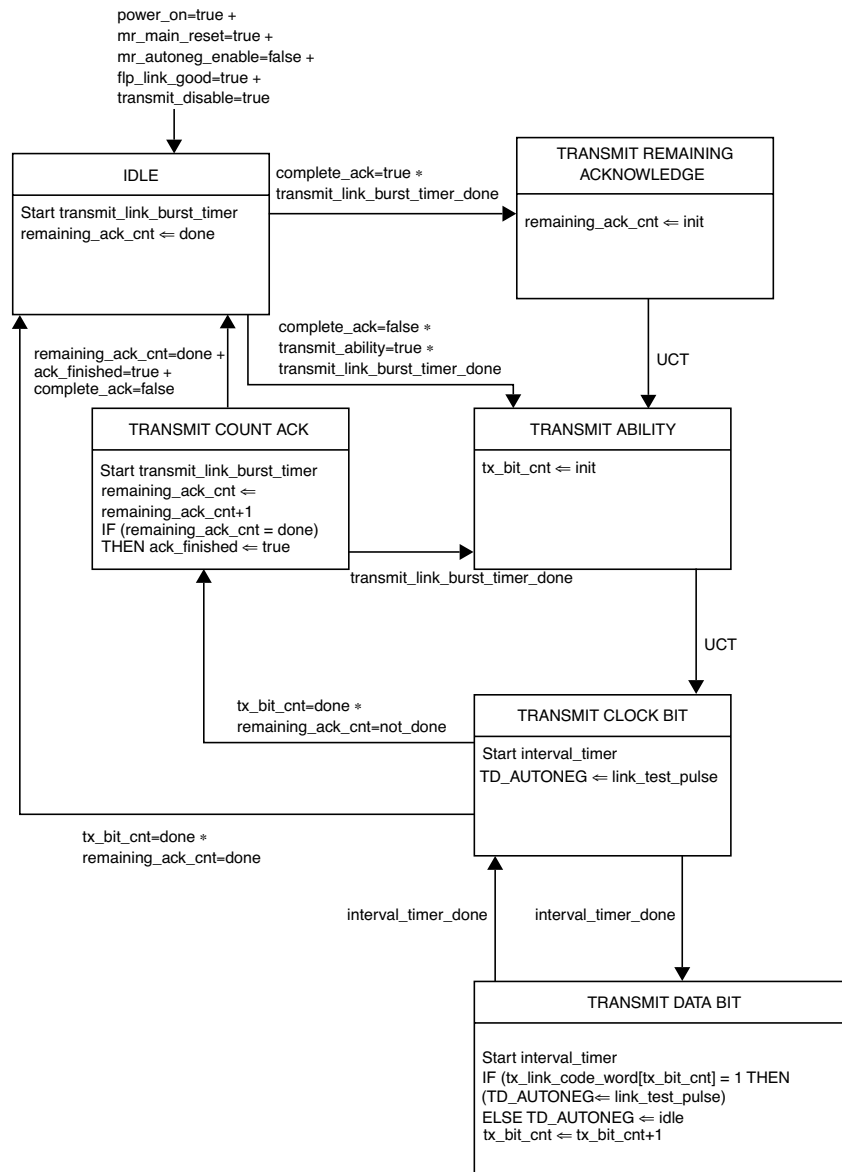 power_on=true +
mr_main_reset=true +
mr_autoneg_enable=false +
flp_link_good=true +
transmit_disable=true
IDLE
Start transmit_link_burst_timer
remaining_ack_cnt ⇐ done
complete_ack=true *
transmit_link_burst_timer_done
TRANSMIT REMAINING
ACKNOWLEDGE
remaining_ack_cnt ⇐ init
complete_ack=false *
transmit_ability=true *
transmit_link_burst_timer_done
UCT
remaining_ack_cnt=done +
ack_finished=true +
complete_ack=false
TRANSMIT COUNT ACK
Start transmit_link_burst_timer
remaining_ack_cnt ⇐
remaining_ack_cnt+1
IF (remaining_ack_cnt = done)
THEN ack_finished ⇐ true
TRANSMIT ABILITY
tx_bit_cnt ⇐ init
transmit_link_burst_timer_done
UCT
tx_bit_cnt=done *
remaining_ack_cnt=not_done
TRANSMIT CLOCK BIT
Start interval_timer
TD_AUTONEG ⇐ link_test_pulse
tx_bit_cnt=done *
remaining_ack_cnt=done
interval_timer_done
interval_timer_done
TRANSMIT DATA BIT
Start interval_timer
IF (tx_link_code_word[tx_bit_cnt] = 1 THEN
(TD_AUTONEG⇐ link_test_pulse)
ELSE TD_AUTONEG ⇐ idle
tx_bit_cnt ⇐ tx_bit_cnt+1